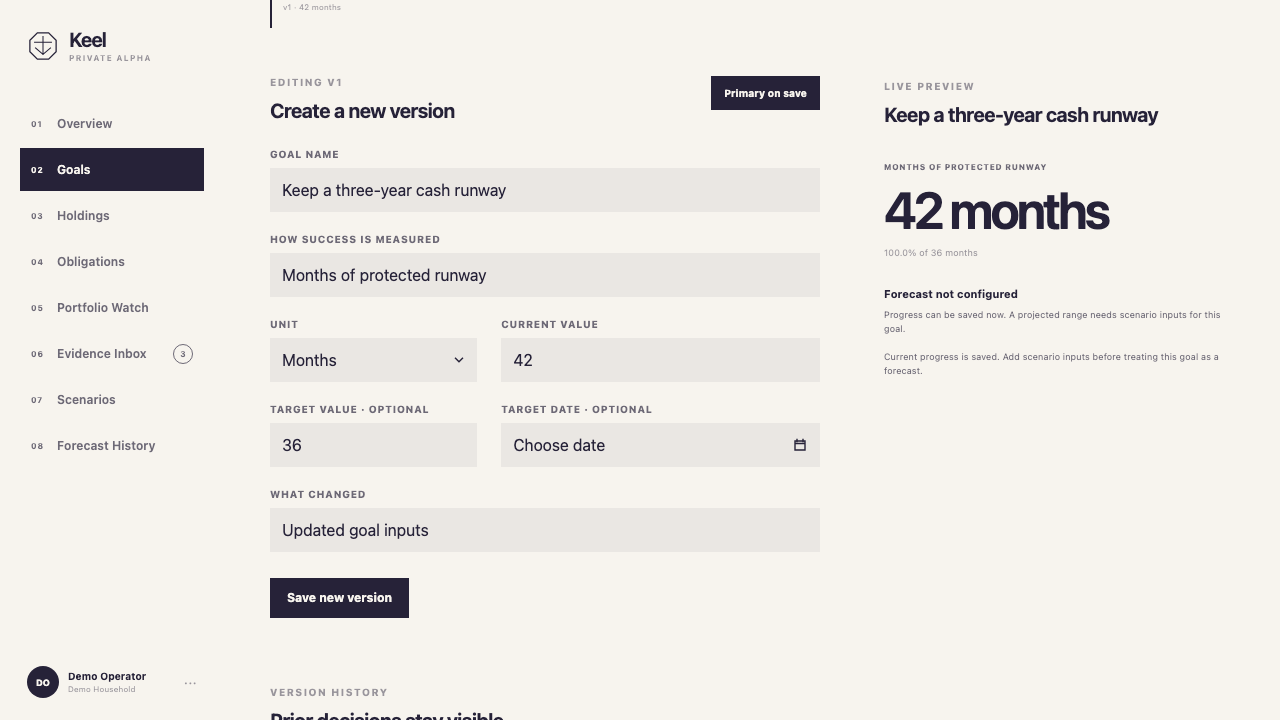 Keel
PRIVATE ALPHA
01 Overview
02 Goals
03 Holdings
04 Obligations
05 Portfolio Watch
06 Evidence Inbox 3
07 Scenarios
08 Forecast History
DO
Demo Operator
Demo Household
...
v1 · 42 months
EDITING V1
Create a new version
Primary on save
GOAL NAME
Keep a three-year cash runway
HOW SUCCESS IS MEASURED
Months of protected runway
UNIT
Months
CURRENT VALUE
42
TARGET VALUE · OPTIONAL
36
TARGET DATE · OPTIONAL
Choose date
WHAT CHANGED
Updated goal inputs
Save new version
VERSION HISTORY
Prior decisions stay visible
LIVE PREVIEW
Keep a three-year cash runway
MONTHS OF PROTECTED RUNWAY
42 months
100.0% of 36 months
Forecast not configured
Progress can be saved now. A projected range needs scenario inputs for this
goal.
Current progress is saved. Add scenario inputs before treating this goal as a
forecast.